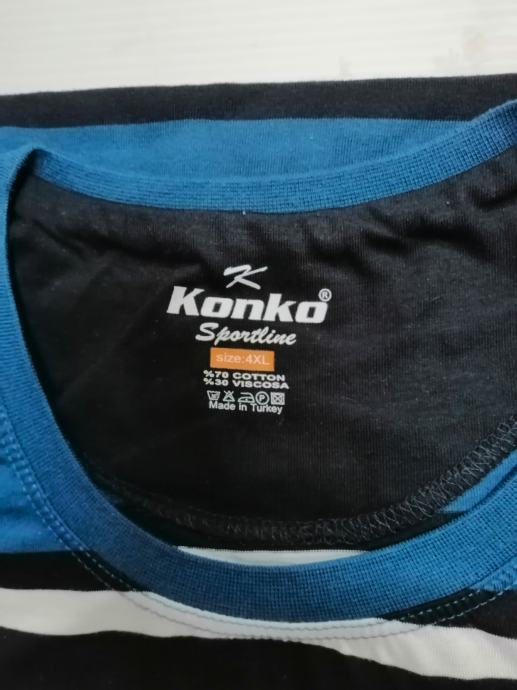 K
Konko®
Sportline
size:4XL
%70 COTTON
%30 VISCOSA
Made in Turkey